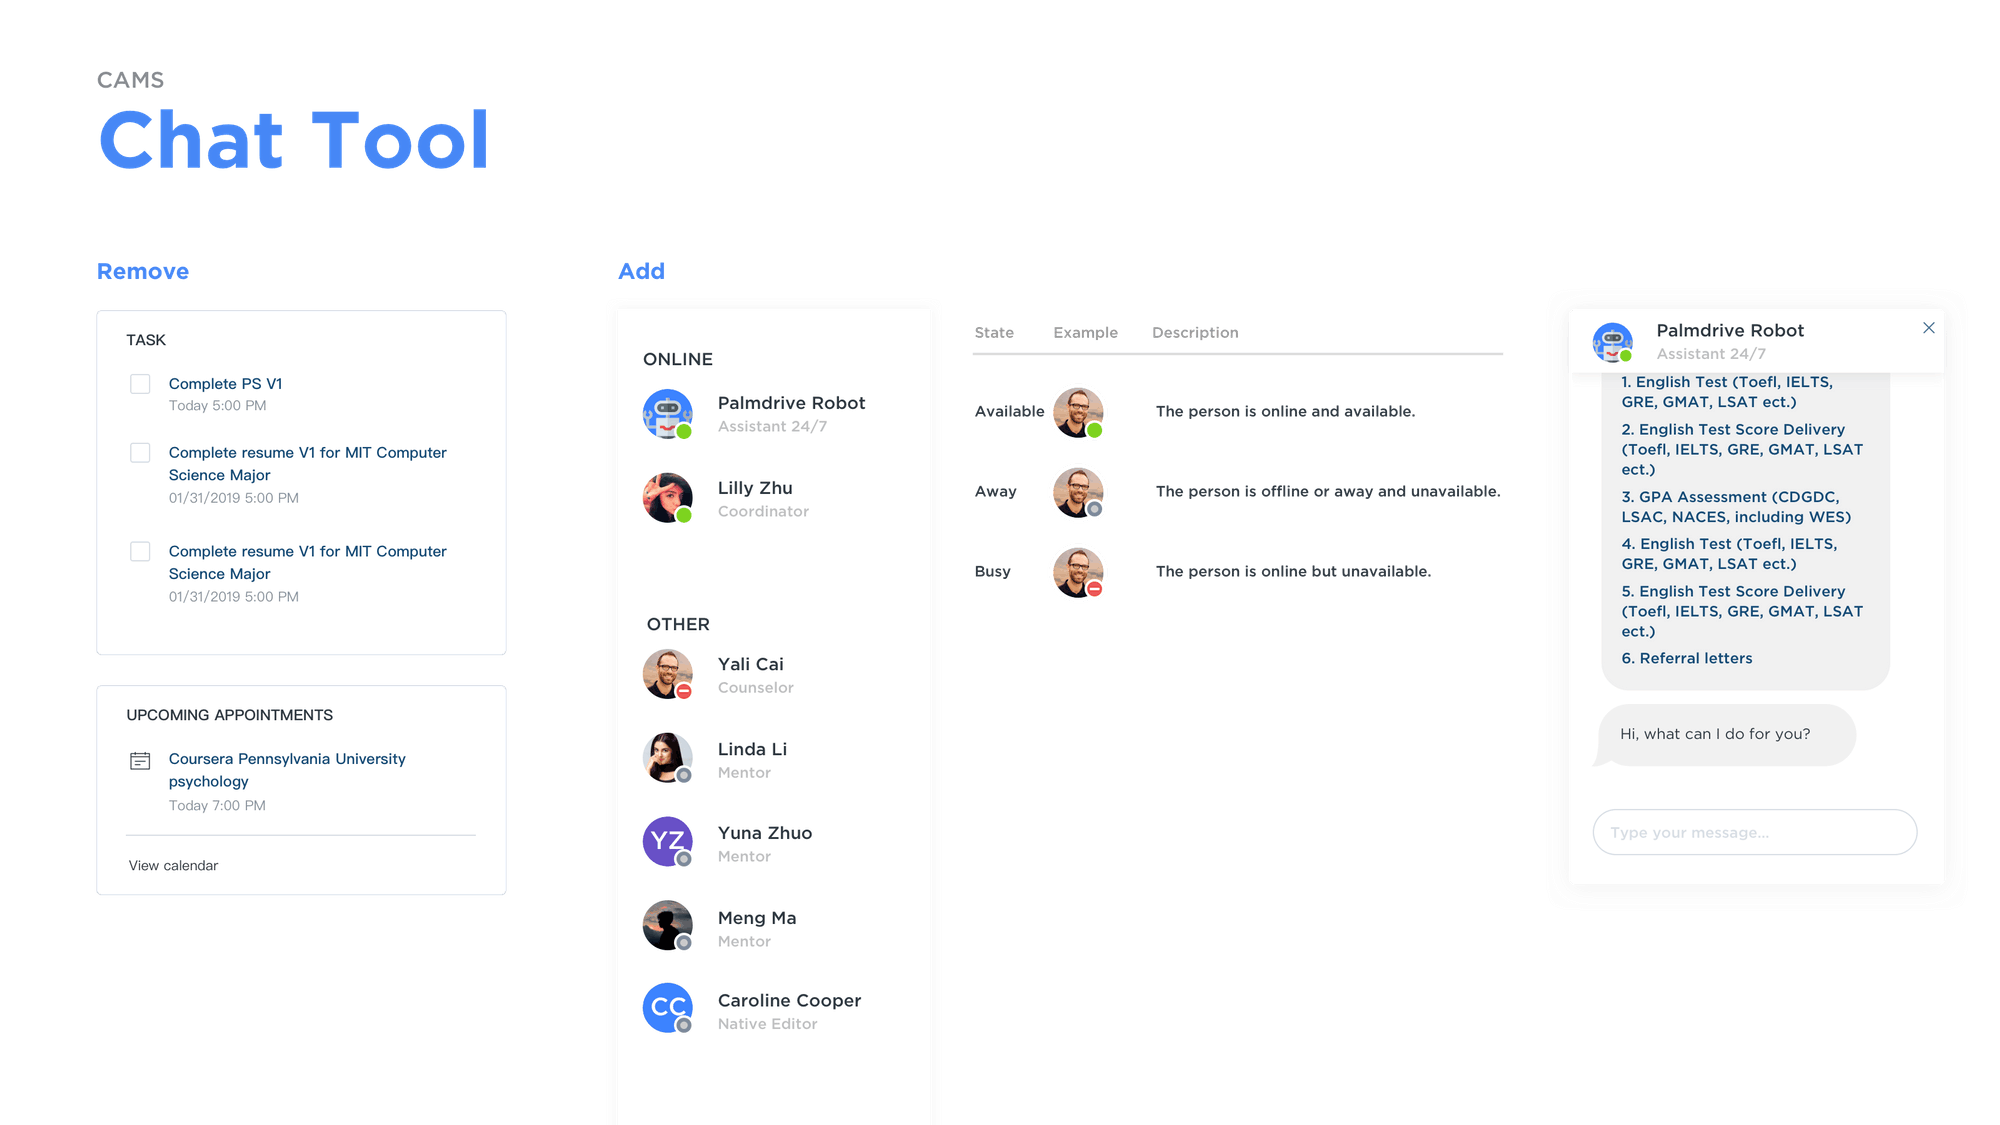 CAMS
Chat Tool
Remove
TASK
Complete PS V1
Today 5:00 PM
Complete resume V1 for MIT Computer
Science Major
01/31/2019 5:00 PM
Complete resume V1 for MIT Computer
Science Major
01/31/2019 5:00 PM
UPCOMING APPOINTMENTS
Coursera Pennsylvania University
psychology
Today 7:00 PM
View calendar
Add
ONLINE
Palmdrive Robot
Assistant 24/7
Lilly Zhu
Coordinator
OTHER
Yali Cai
Counselor
Linda Li
Mentor
YZ
Yuna Zhuo
Mentor
Meng Ma
Mentor
CC
Caroline Cooper
Native Editor
State Example Description
Available The person is online and available.
Away The person is offline or away and unavailable.
Busy The person is online but unavailable.
Palmdrive Robot
Assistant 24/7
1. English Test (Toefl, IELTS,
GRE, GMAT, LSAT ect.)
2. English Test Score Delivery
(Toefl, IELTS, GRE, GMAT, LSAT
ect.)
3. GPA Assessment (CDGDC,
LSAC, NACES, including WES)
4. English Test (Toefl, IELTS,
GRE, GMAT, LSAT ect.)
5. English Test Score Delivery
(Toefl, IELTS, GRE, GMAT, LSAT
ect.)
6. Referral letters
Hi, what can I do for you?
Type your message...